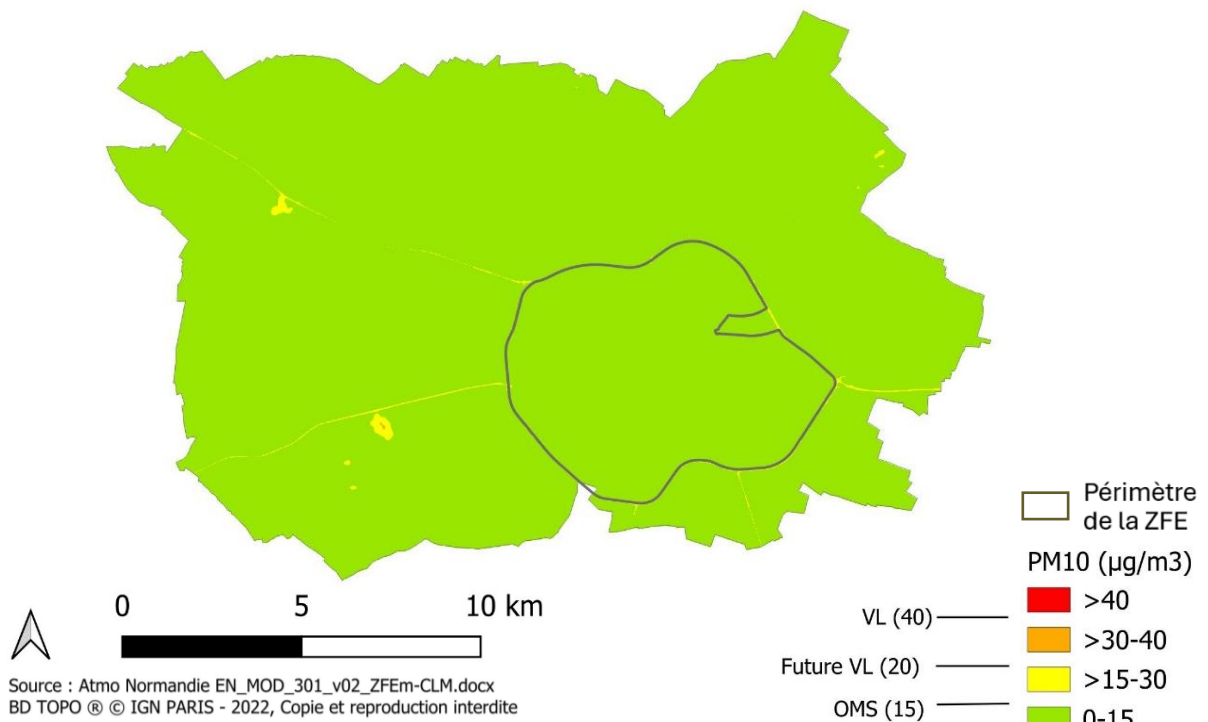 Périmètre
de la ZFE
PM10 (µg/m3)
0 5 10 km
VL (40)
>40
>30-40
Future VL (20)
>15-30
OMS (15)
0-15
Source : Atmo Normandie EN_MOD_301_v02_ZFEm-CLM.docx
BD TOPO ® © IGN PARIS - 2022, Copie et reproduction interdite